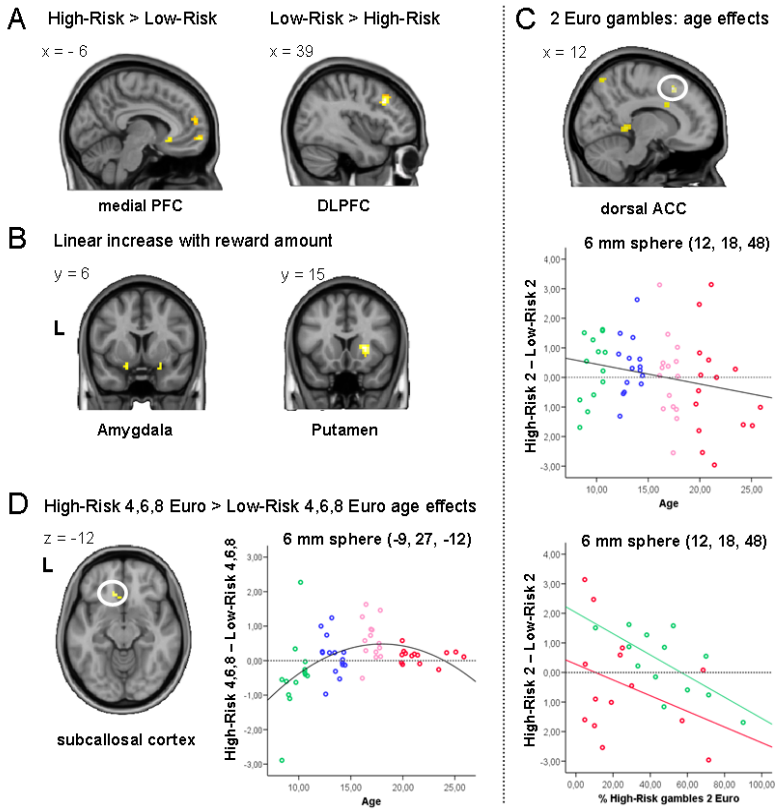 A
High-Risk > Low-Risk
Low-Risk > High-Risk
x = - 6
x = 39
medial PFC
DLPFC
B
Linear increase with reward amount
y = 6
y = 15
L
Amygdala
Putamen
C
2 Euro gambles: age effects
x = 12
dorsal ACC
6 mm sphere (12, 18, 48)
High-Risk 2 – Low-Risk 2
4,00
3,00
2,00
1,00
0,00
-1,00
-2,00
-3,00
10,00 15,00 20,00 25,00
Age
D
High-Risk 4,6,8 Euro > Low-Risk 4,6,8 Euro age effects
z = -12
L
subcallosal cortex
6 mm sphere (-9, 27, -12)
High-Risk 4,6,8 – Low-Risk 4,6,8
3,00
2,00
1,00
0,00
-1,00
-2,00
-3,00
10,00 15,00 20,00 25,00
Age
6 mm sphere (12, 18, 48)
High-Risk 2 – Low-Risk 2
4,00
3,00
2,00
1,00
0,00
-1,00
-2,00
-3,00
0,00 20,00 40,00 60,00 80,00 100,00
% High-Risk gambles 2 Euro